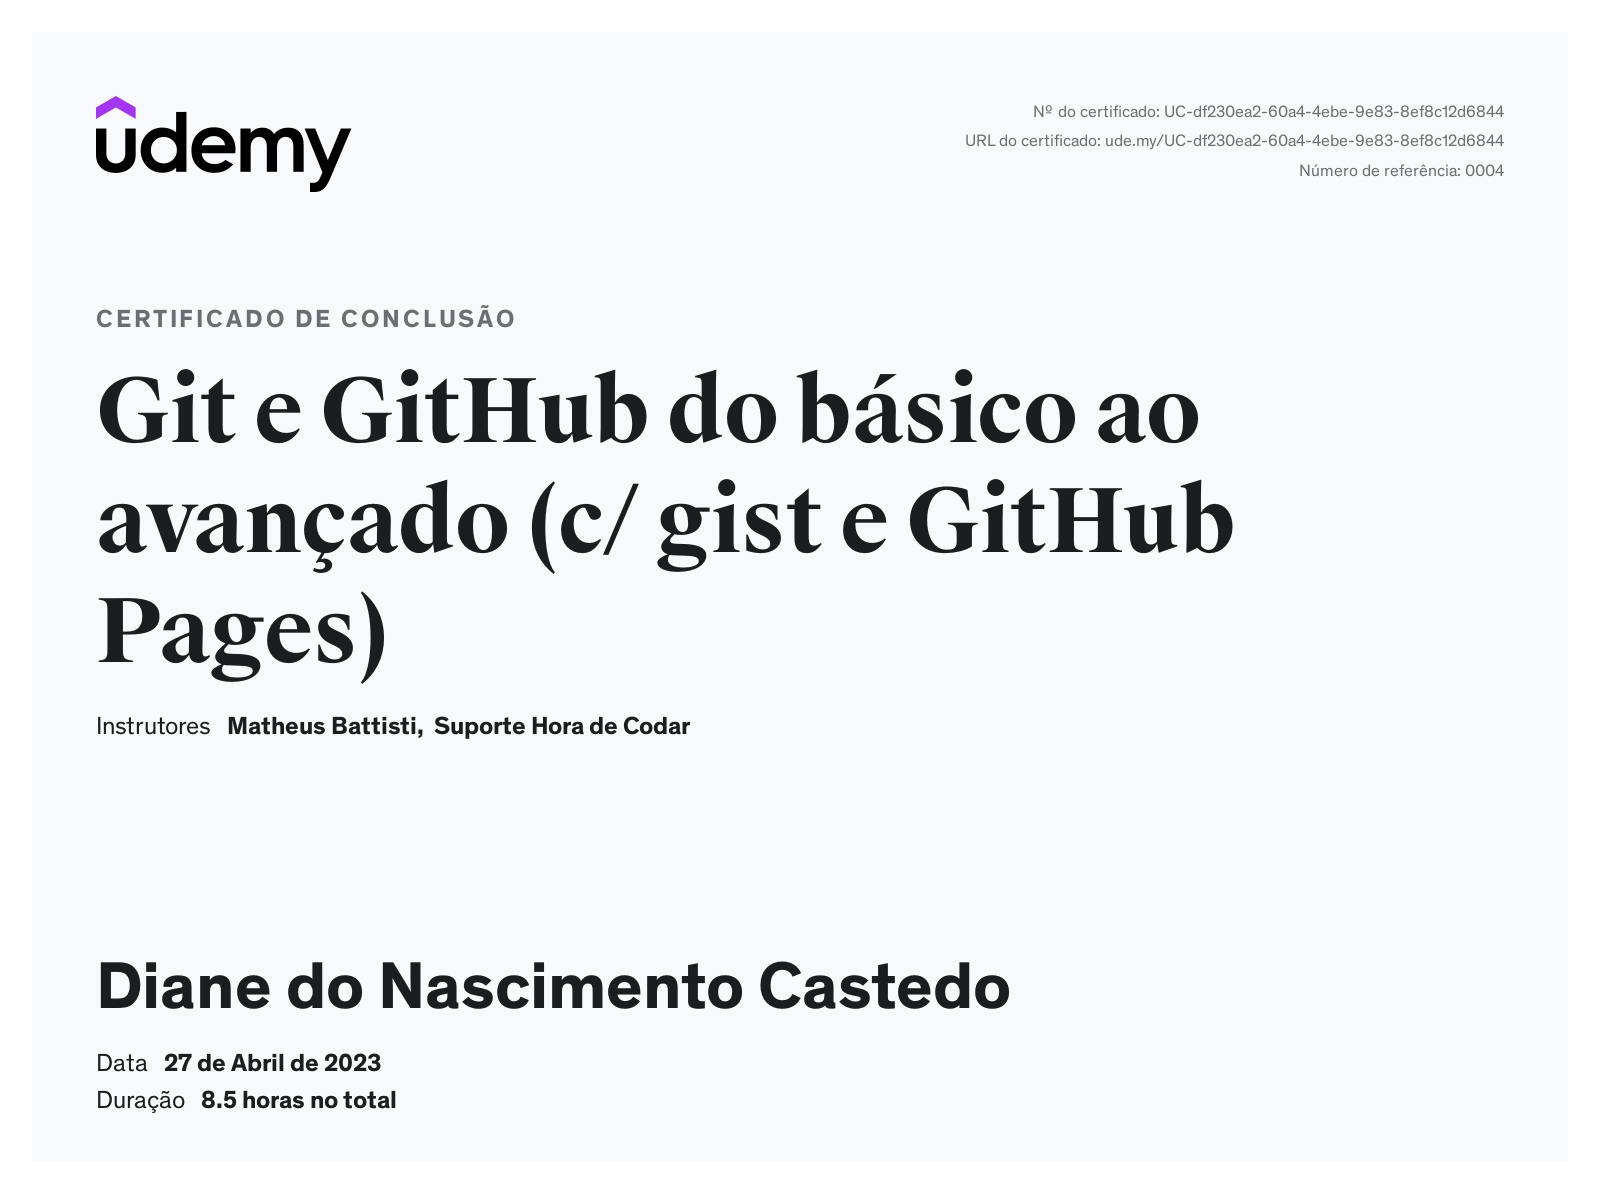 udemy
Nº do certificado: UC-df230ea2-60a4-4ebe-9e83-8ef8c12d6844
URL do certificado: ude.my/UC-df230ea2-60a4-4ebe-9e83-8ef8c12d6844
Número de referência: 0004
CERTIFICADO DE CONCLUSÃO
Git e GitHub do básico ao
avançado (c/ gist e GitHub
Pages)
Instrutores Matheus Battisti, Suporte Hora de Codar
Diane do Nascimento Castedo
Data 27 de Abril de 2023
Duração 8.5 horas no total